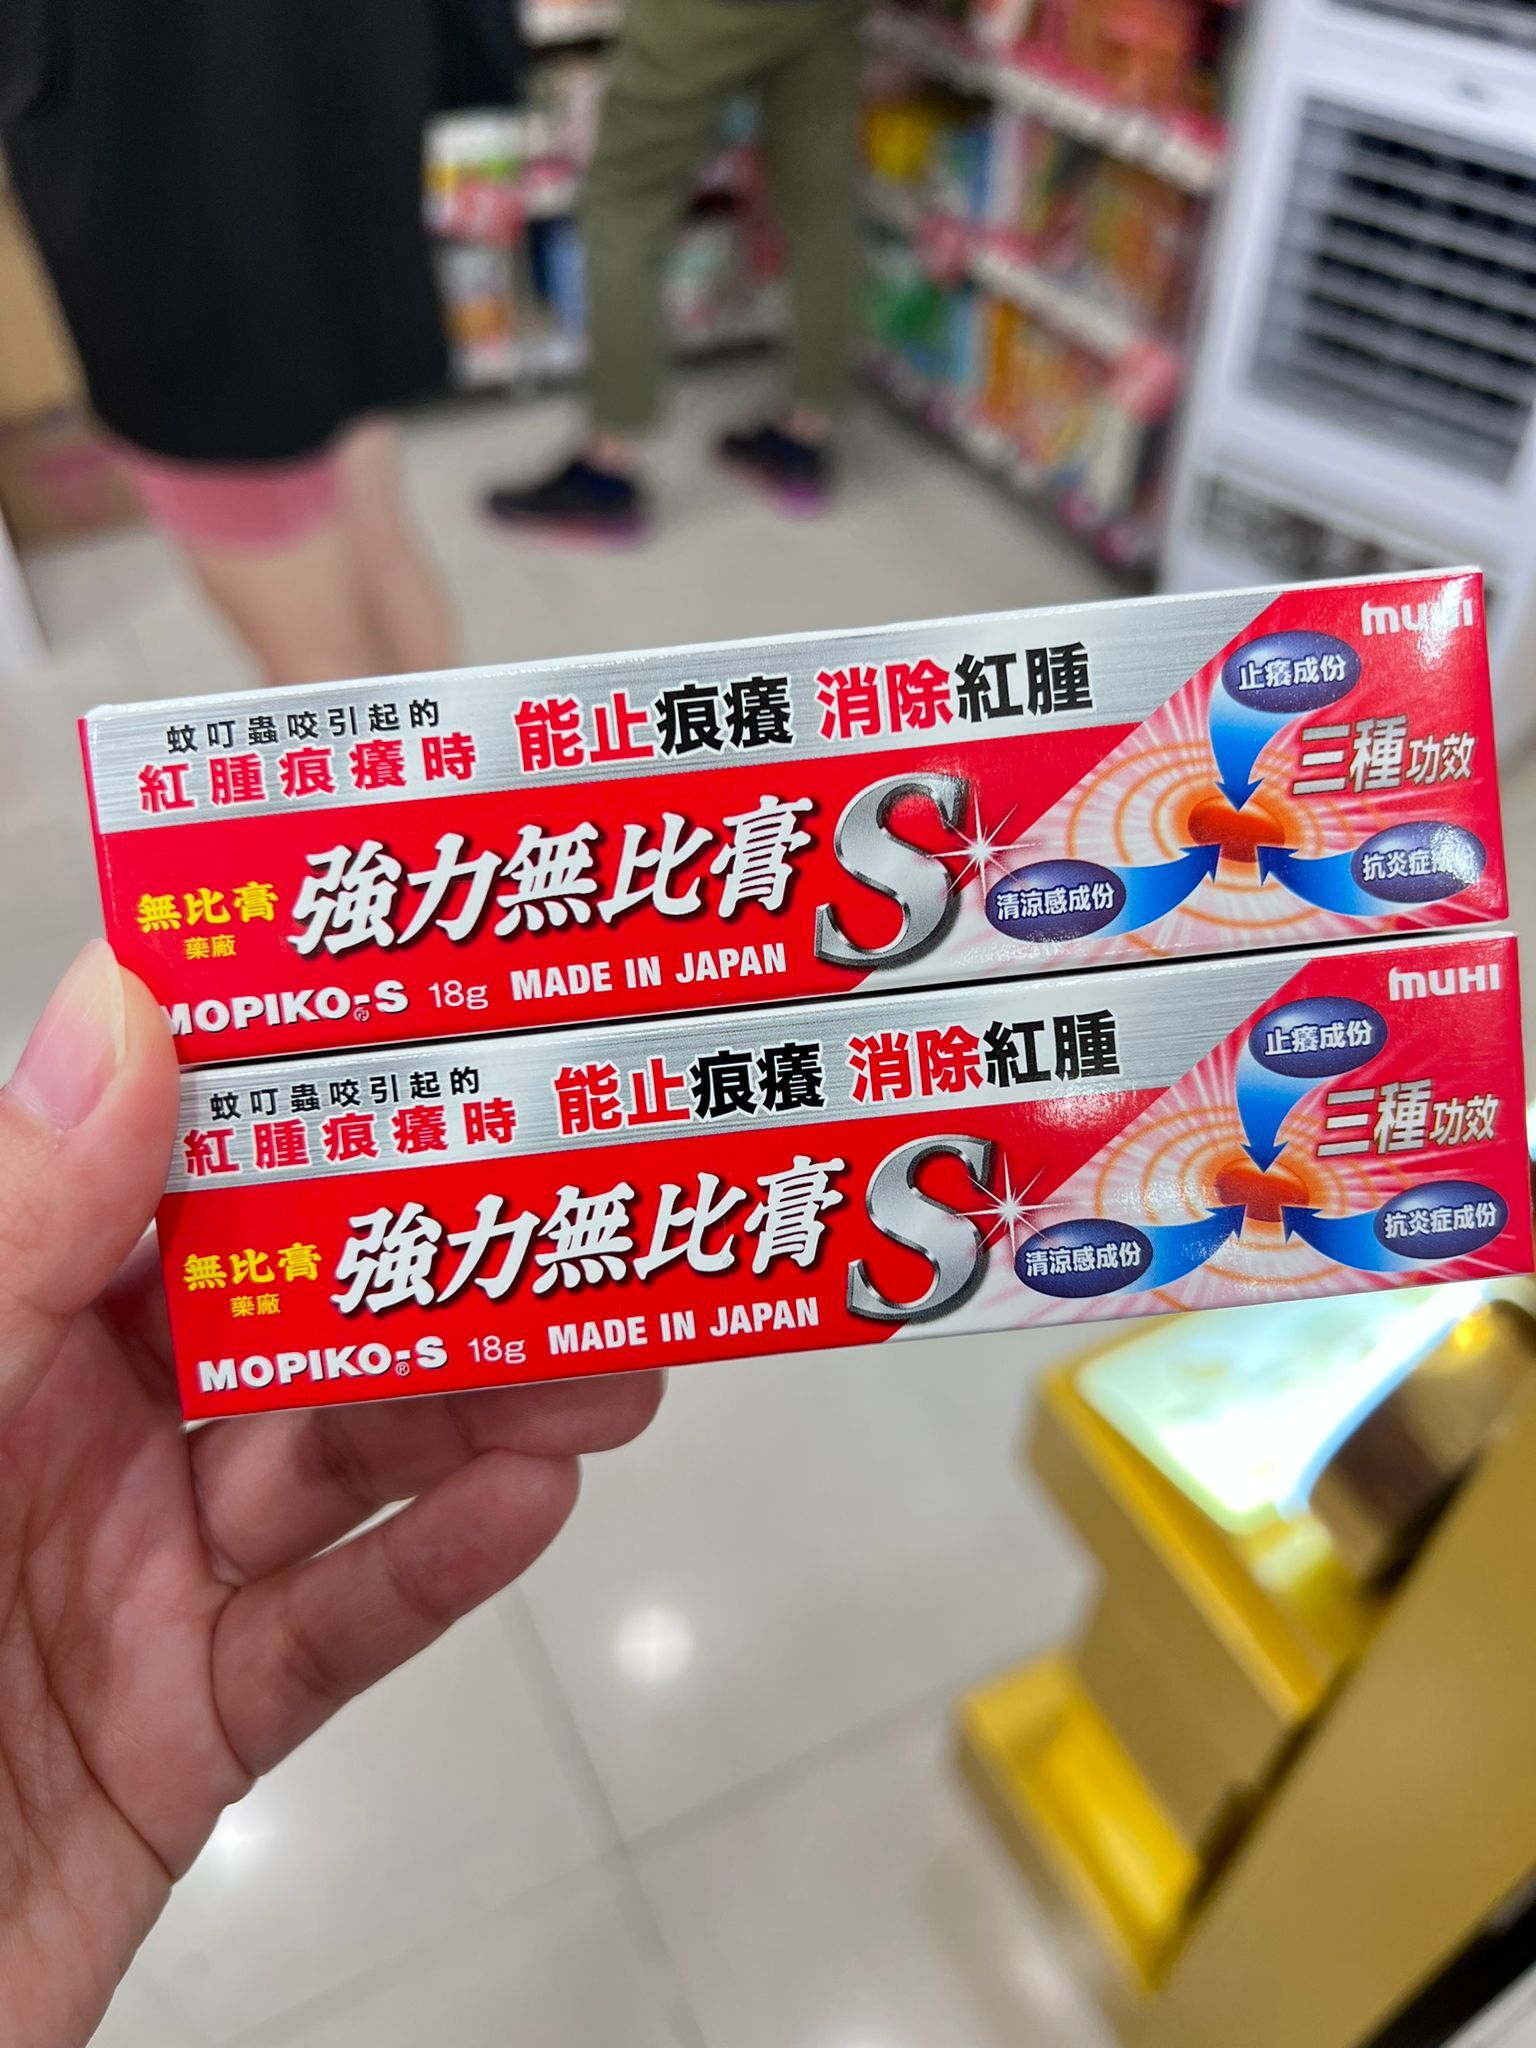 muHI
蚊叮蟲咬引起的
紅腫痕癢時 能止痕癢 消除紅腫
止癢成份
三種功效
無比膏
藥廠
強力無比膏S
清涼感成份
抗炎症成份
MOPIKO-S 18g MADE IN JAPAN
muHI
蚊叮蟲咬引起的
紅腫痕癢時 能止痕癢 消除紅腫
止癢成份
三種功效
無比膏
藥廠
強力無比膏S
清涼感成份
抗炎症成份
MOPIKO®-S 18g MADE IN JAPAN